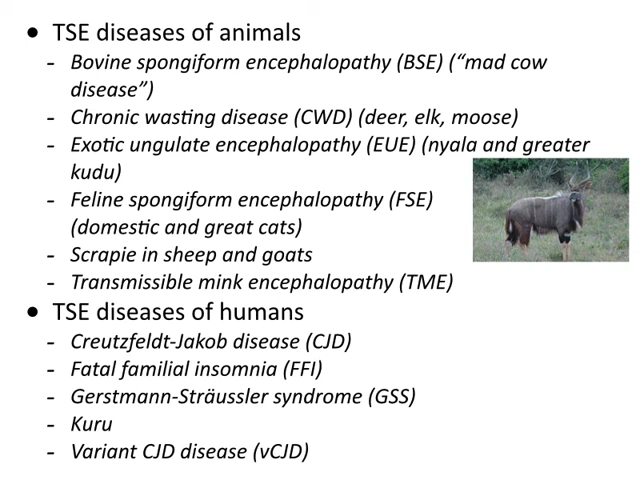 • TSE diseases of animals
- Bovine spongiform encephalopathy (BSE) (“mad cow
disease”)
- Chronic wasting disease (CWD) (deer, elk, moose)
- Exotic ungulate encephalopathy (EUE) (nyala and greater
kudu)
- Feline spongiform encephalopathy (FSE)
(domestic and great cats)
- Scrapie in sheep and goats
- Transmissible mink encephalopathy (TME)
• TSE diseases of humans
- Creutzfeldt-Jakob disease (CJD)
- Fatal familial insomnia (FFI)
- Gerstmann-Sträussler syndrome (GSS)
- Kuru
- Variant CJD disease (vCJD)